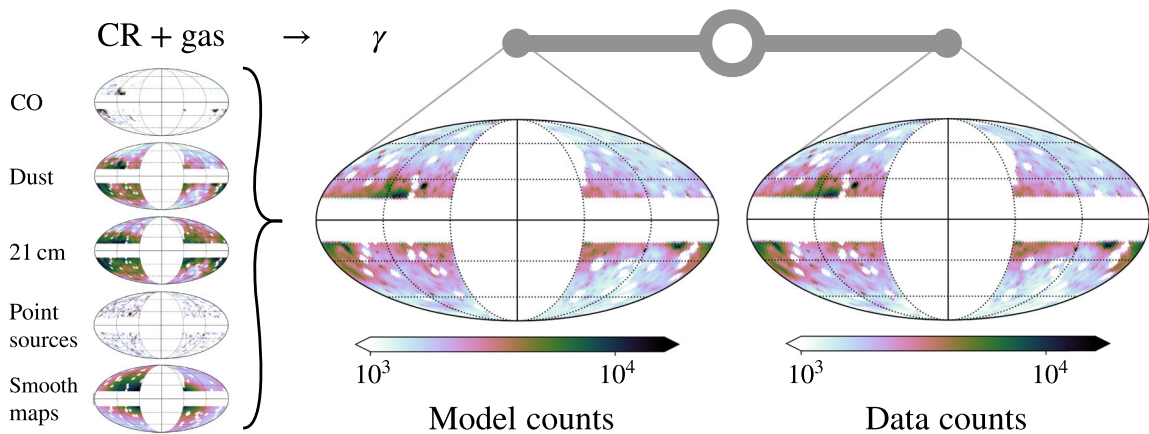 CR + gas → γ
CO
Dust
21 cm
Point
sources
Smooth
maps
10³ 10⁴
Model counts
10³ 10⁴
Data counts